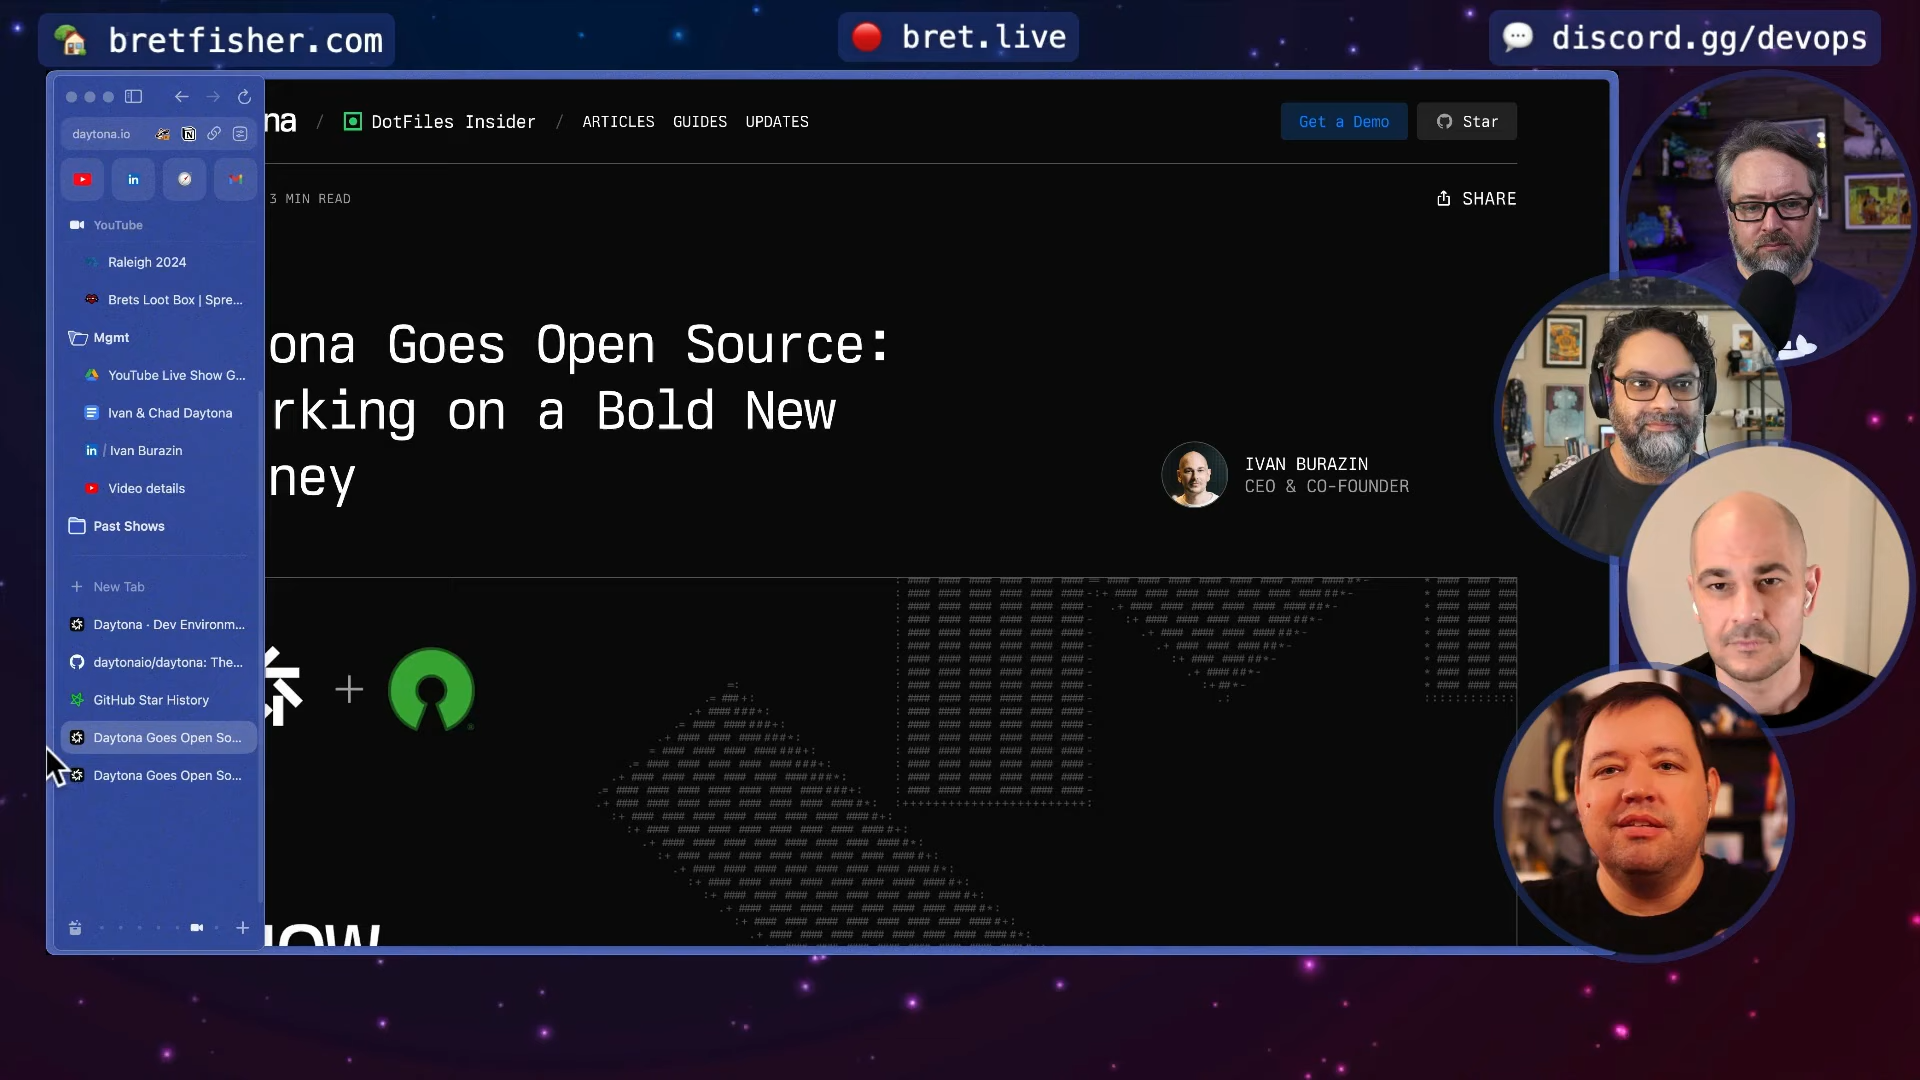 bretfisher.com
bret.live
discord.gg/devops
daytona.io
na / DotFiles Insider / ARTICLES GUIDES UPDATES
Get a Demo
Star
3 MIN READ
SHARE
YouTube
Raleigh 2024
Brets Loot Box | Spre...
Mgmt
YouTube Live Show G...
Ivan & Chad Daytona
/ Ivan Burazin
Video details
Past Shows
New Tab
Daytona · Dev Environm...
daytonaio/daytona: The...
GitHub Star History
Daytona Goes Open So...
Daytona Goes Open So...
ona Goes Open Source:
rking on a Bold New
ney
IVAN BURAZIN
CEO & CO-FOUNDER